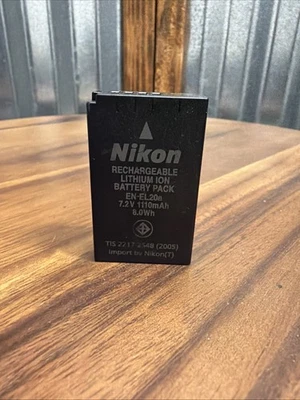 Nikon
RECHARGEABLE
LITHIUM ION
BATTERY PACK
EN-EL20a
7.2V 1110mAh
8.0Wh
TIS 2217-2548 (2005)
Import by Nikon(T)